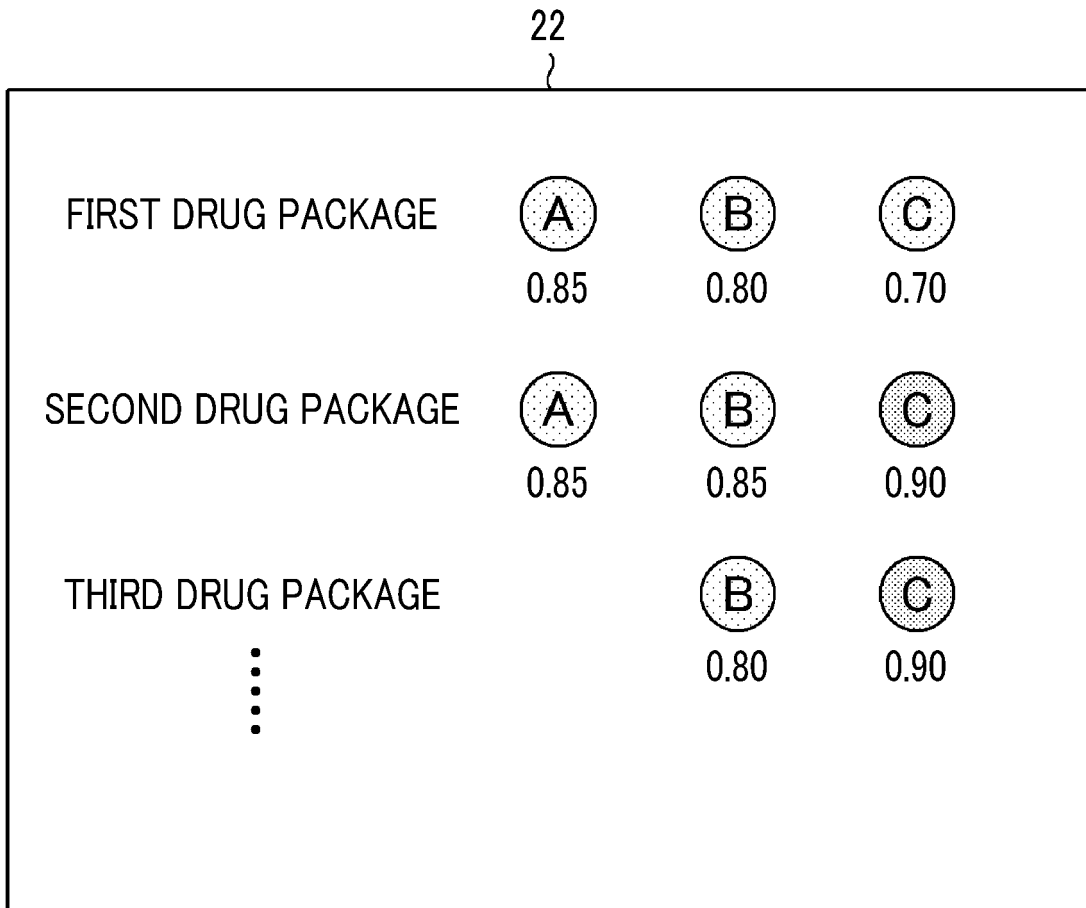 22
FIRST DRUG PACKAGE A B C
0.85 0.80 0.70
SECOND DRUG PACKAGE A B C
0.85 0.85 0.90
THIRD DRUG PACKAGE B C
0.80 0.90